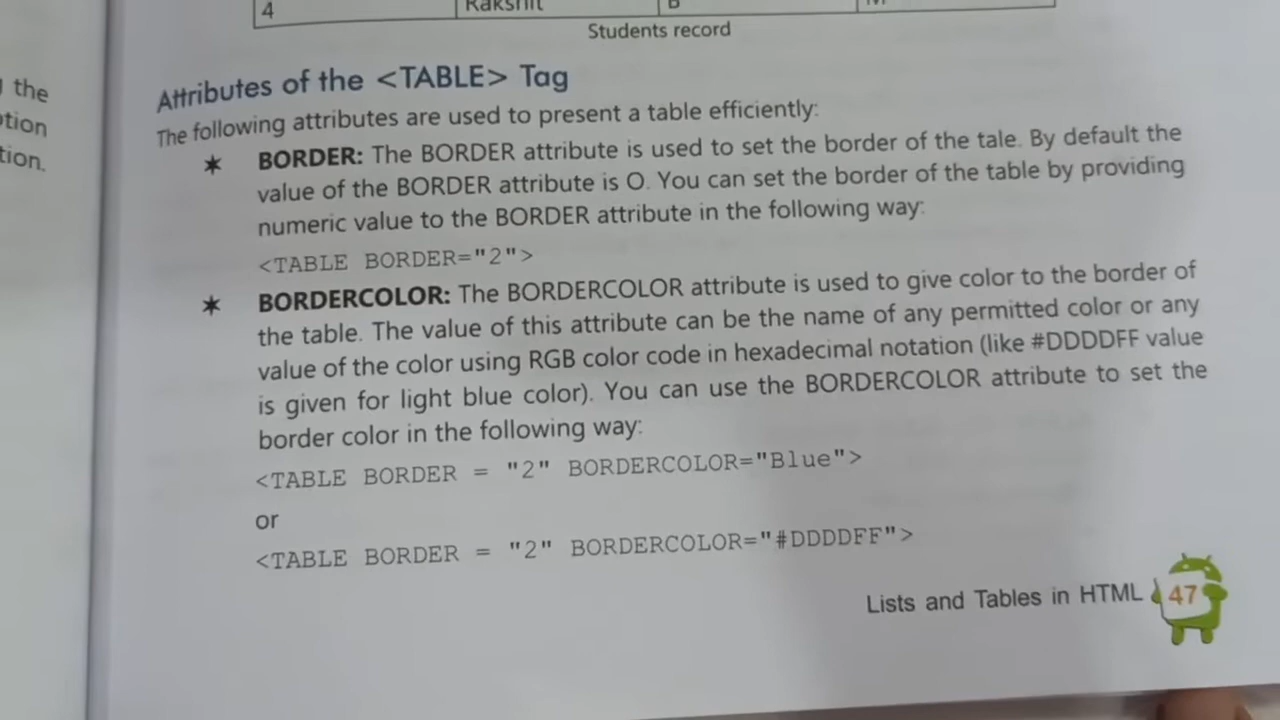 4 Rakshit B
Students record
the
Attributes of the <TABLE> Tag
The following attributes are used to present a table efficiently:
✶ BORDER: The BORDER attribute is used to set the border of the tale. By default the
value of the BORDER attribute is O. You can set the border of the table by providing
numeric value to the BORDER attribute in the following way:
<TABLE BORDER="2">
✶ BORDERCOLOR: The BORDERCOLOR attribute is used to give color to the border of
the table. The value of this attribute can be the name of any permitted color or any
value of the color using RGB color code in hexadecimal notation (like #DDDDFF value
is given for light blue color). You can use the BORDERCOLOR attribute to set the
border color in the following way:
<TABLE BORDER = "2" BORDERCOLOR="Blue">
or
<TABLE BORDER = "2" BORDERCOLOR="#DDDDFF">
Lists and Tables in HTML 47